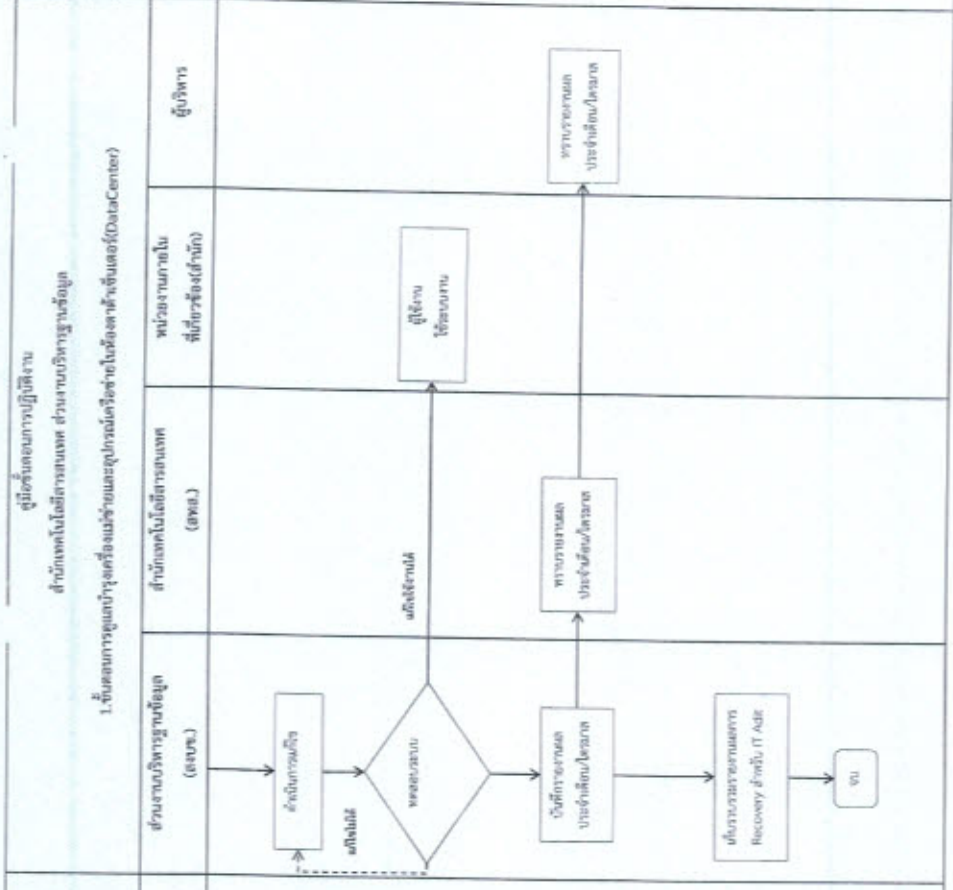 คู่มือขั้นตอนการปฏิบัติงาน
สำนักเทคโนโลยีสารสนเทศ ส่วนงานบริหารฐานข้อมูล
1.ขั้นตอนการดูแลบำรุงเครื่องแม่ข่ายและอุปกรณ์เครือข่ายในห้องดาต้าเซ็นเตอร์(DataCenter)
ส่วนงานบริหารฐานข้อมูล
(สงบข.)
สำนักเทคโนโลยีสารสนเทศ
(สทส.)
หน่วยงานภายใน
ที่เกี่ยวข้อง(สำนัก)
ผู้บริหาร
ดำเนินการแก้ไข
ทดสอบระบบ
แก้ไขไม่ได้
แก้ไขใช้งานได้
ผู้ใช้งาน
ใช้ระบบงาน
บันทึกรายงานผล
ประจำเดือน/ไตรมาส
ทราบรายงานผล
ประจำเดือน/ไตรมาส
ทราบรายงานผล
ประจำเดือน/ไตรมาส
เก็บรวบรวมรายงานผลการ
Recovery สำหรับ IT Adit
จบ